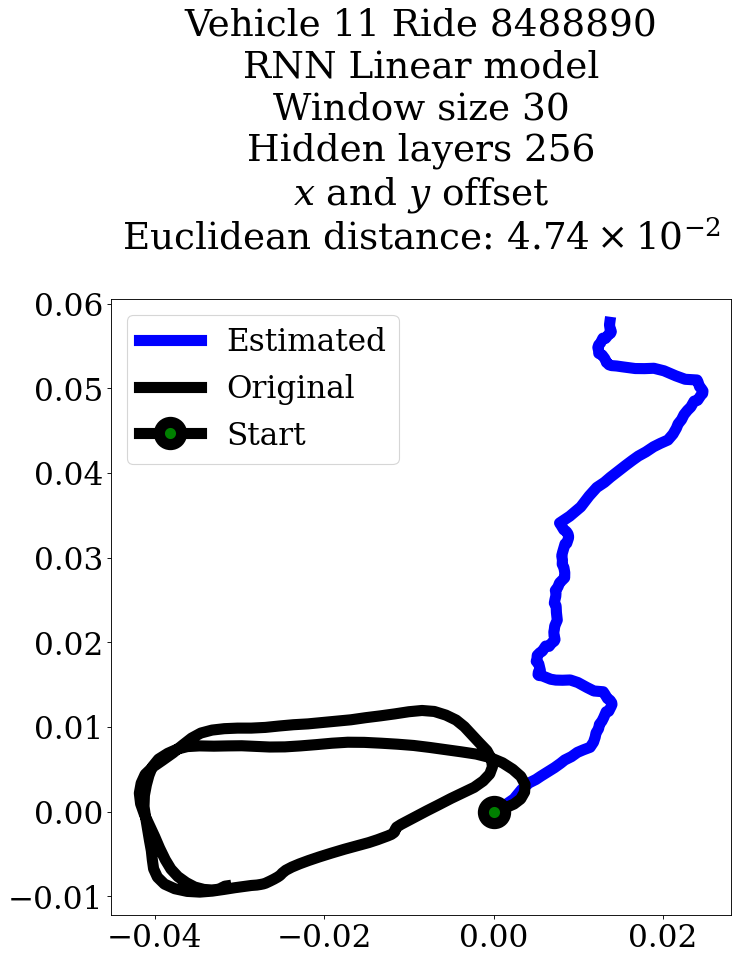 Vehicle 11 Ride 8488890
RNN Linear model
Window size 30
Hidden layers 256
x and y offset
Euclidean distance: 4.74 × 10⁻²
Estimated
Original
Start
0.06
0.05
0.04
0.03
0.02
0.01
0.00
−0.01
−0.04
−0.02
0.00
0.02